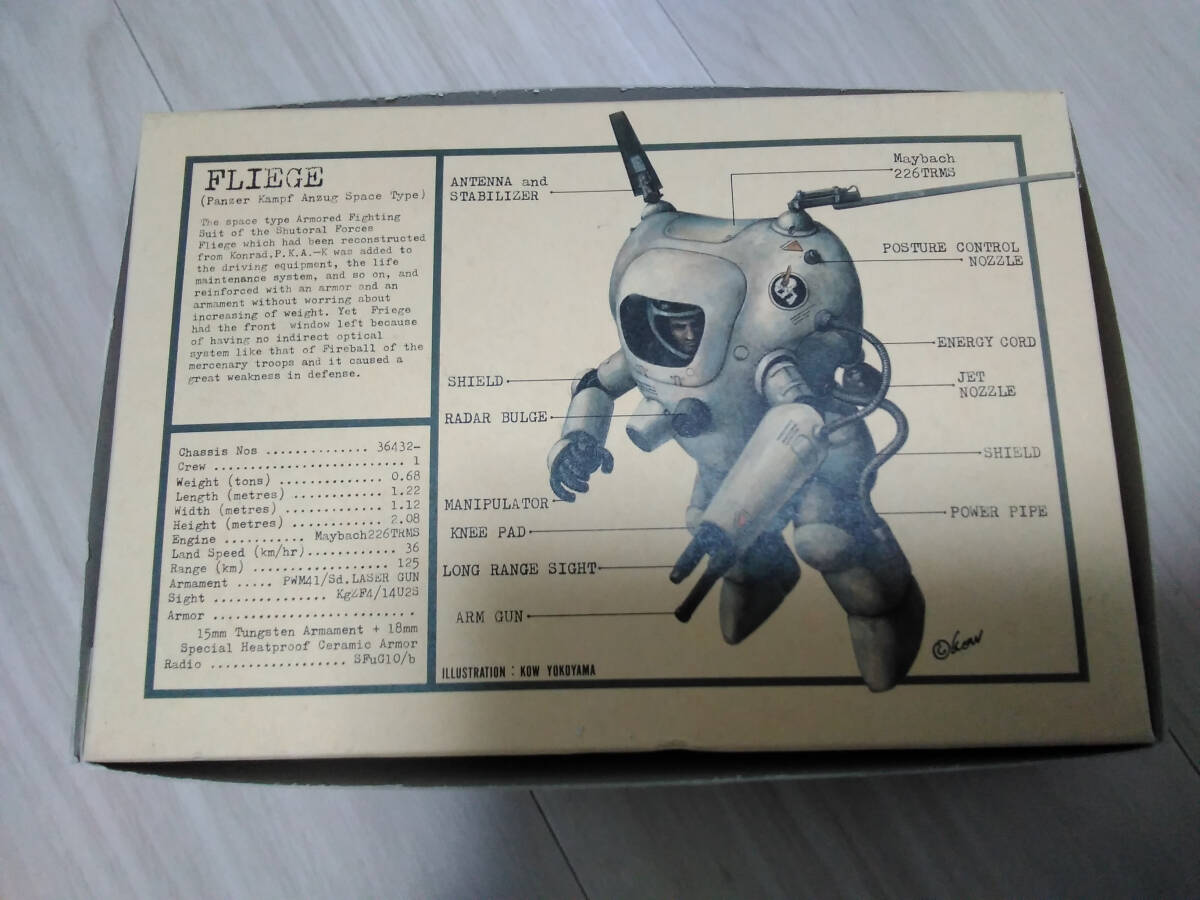 FLIEGE
(Panzer Kampf Anzug Space Type)
The space type Armored Fighting
Suit of the Shutoral Forces
Fliege which had been reconstructed
from Konrad.P.K.A.-K was added to
the driving equipment, the life
maintenance system, and so on, and
reinforced with an armor and an
armament without worring about
increasing of weight. Yet Friege
had the front window left because
of having no indirect optical
system like that of Fireball of the
mercenary troops and it caused a
great weakness in defense.
Chassis Nos .............. 36432-
Crew .......................... 1
Weight (tons) .............. 0.68
Length (metres) ............ 1.22
Width (metres) ............. 1.12
Height (metres) ............ 2.08
Engine ........... Maybach226TRMS
Land Speed (km/hr)............ 36
Range (km) .................. 125
Armament ..... PWM41/Sd.LASER GUN
Sight ............... KgZF4/14U2S
Armor ...........................
15mm Tungsten Armament + 18mm
Special Heatproof Ceramic Armor
Radio .................. SFuG10/b
ANTENNA and
STABILIZER
Maybach
226TRMS
POSTURE CONTROL
NOZZLE
ENERGY CORD
SHIELD
JET
NOZZLE
RADAR BULGE
SHIELD
MANIPULATOR
POWER PIPE
KNEE PAD
LONG RANGE SIGHT
ARM GUN
©Kow
ILLUSTRATION : KOW YOKOYAMA